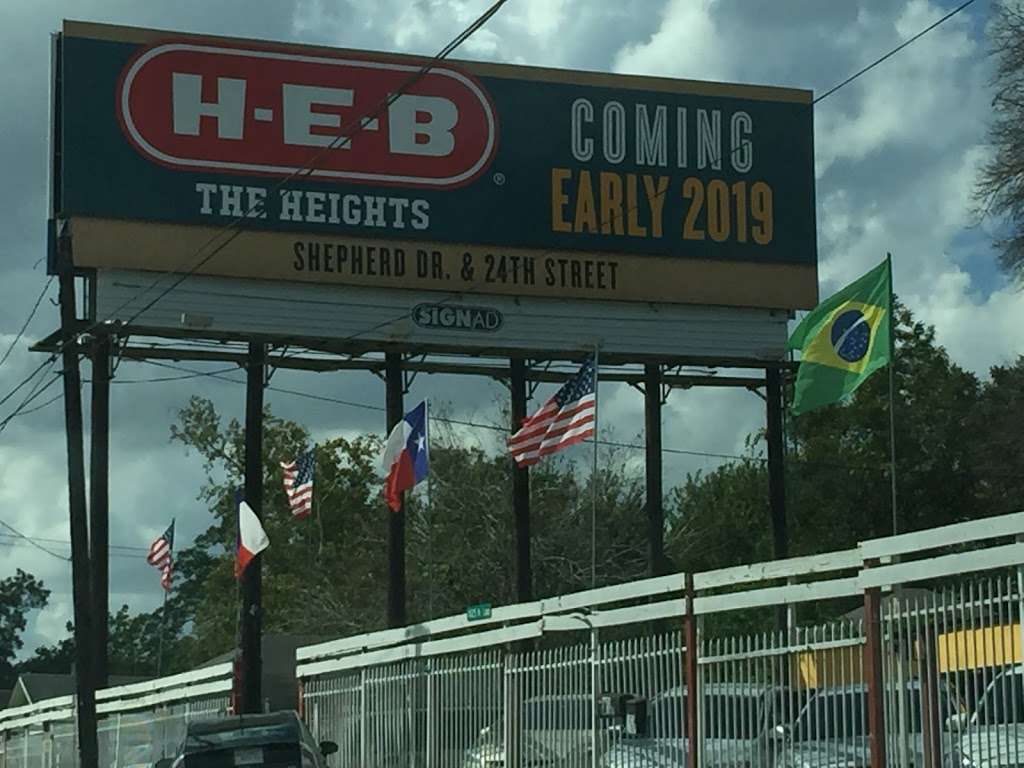 H-E-B
®
THE HEIGHTS
COMING
EARLY 2019
SHEPHERD DR. & 24TH STREET
SIGNAD